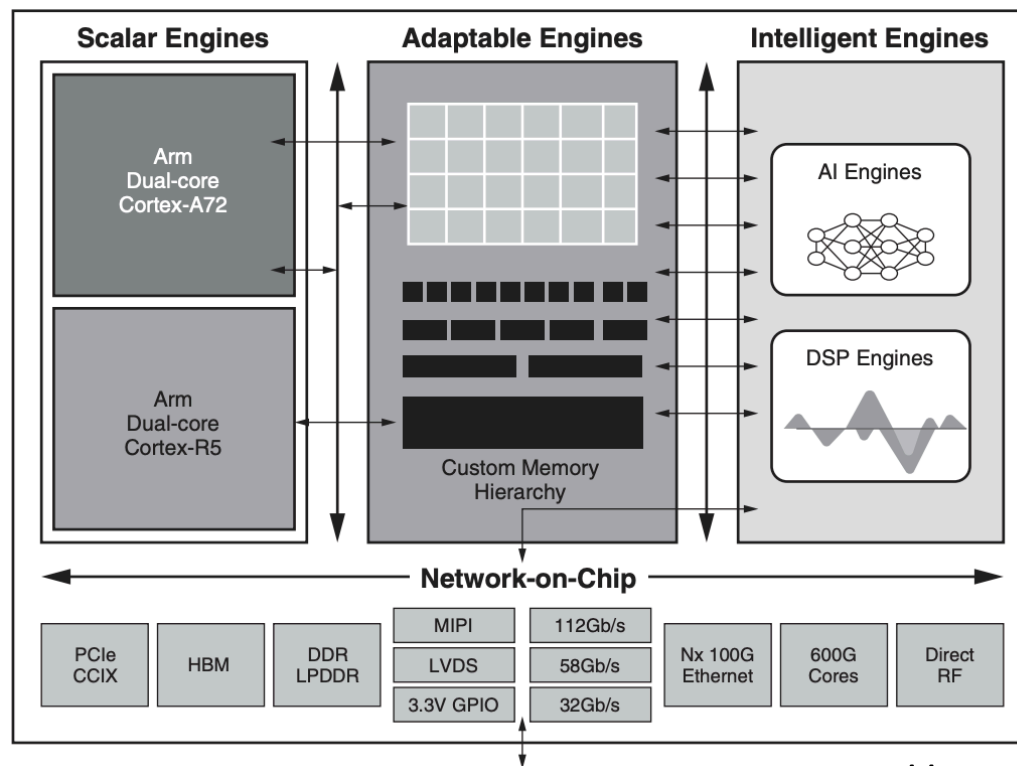 Scalar Engines
Adaptable Engines
Intelligent Engines
Arm
Dual-core
Cortex-A72
Arm
Dual-core
Cortex-R5
Custom Memory
Hierarchy
AI Engines
DSP Engines
Network-on-Chip
PCIe
CCIX
HBM
DDR
LPDDR
MIPI
LVDS
3.3V GPIO
112Gb/s
58Gb/s
32Gb/s
Nx 100G
Ethernet
600G
Cores
Direct
RF